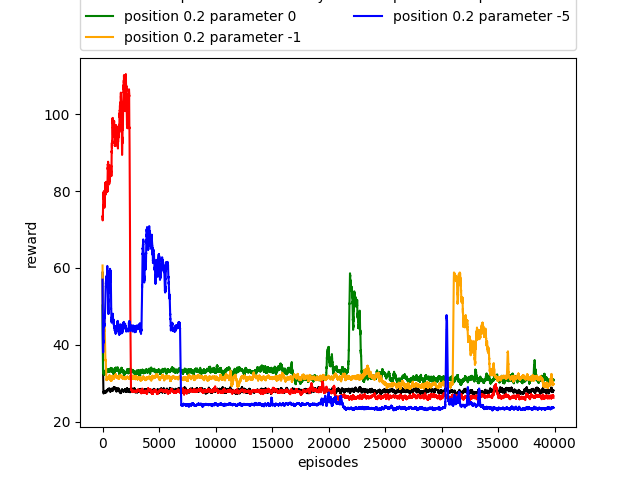 position 0.2 parameter 0
position 0.2 parameter -5
position 0.2 parameter -1
100
80
60
40
20
reward
0 5000 10000 15000 20000 25000 30000 35000 40000
episodes